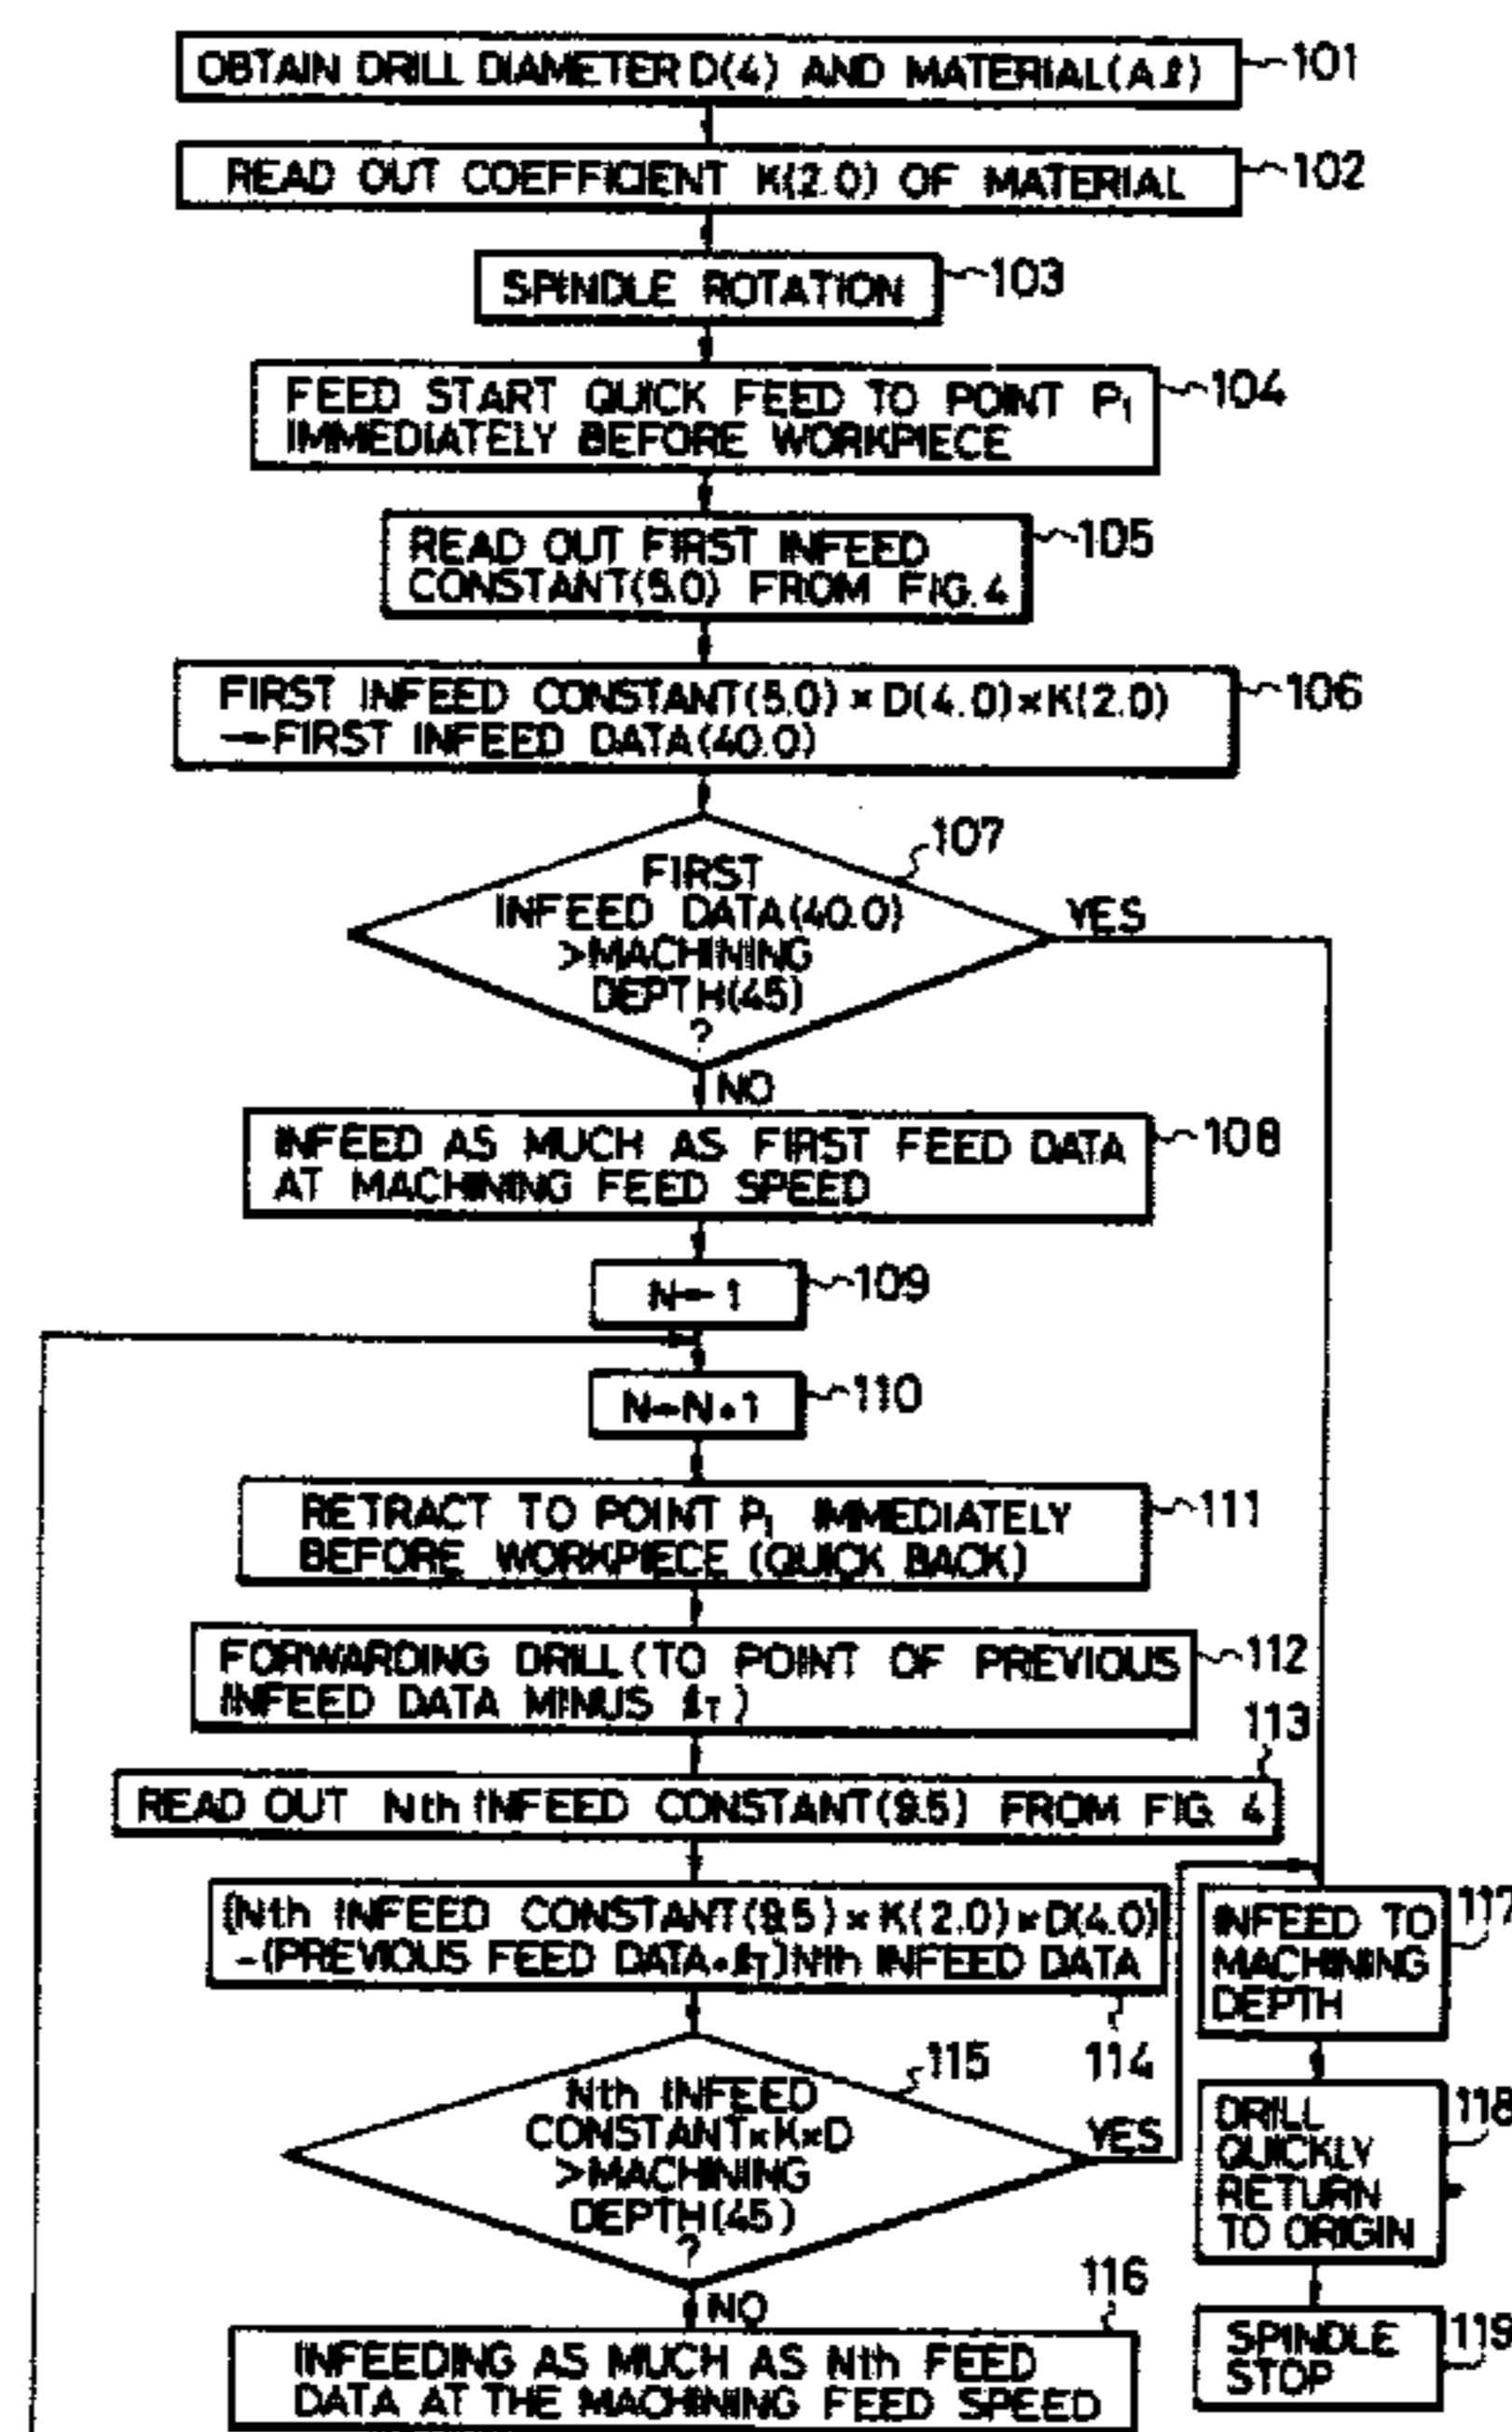 OBTAIN DRILL DIAMETER D(4) AND MATERIAL(Aℓ)
101
READ OUT COEFFICIENT K(2.0) OF MATERIAL
102
SPINDLE ROTATION
103
FEED START QUICK FEED TO POINT P₁
IMMEDIATELY BEFORE WORKPIECE
104
READ OUT FIRST INFEED
CONSTANT(5.0) FROM FIG. 4
105
FIRST INFEED CONSTANT(5.0)×D(4.0)×K(2.0)
→FIRST INFEED DATA(40.0)
106
107
FIRST
INFEED DATA(40.0)
>MACHINING
DEPTH(45)
?
YES
NO
INFEED AS MUCH AS FIRST FEED DATA
AT MACHINING FEED SPEED
108
N←1
109
N←N+1
110
RETRACT TO POINT P₁ IMMEDIATELY
BEFORE WORKPIECE (QUICK BACK)
111
FORWARDING DRILL(TO POINT OF PREVIOUS
INFEED DATA MINUS ℓT)
112
113
READ OUT Nth INFEED CONSTANT(9.5) FROM FIG. 4
(Nth INFEED CONSTANT(9.5)×K(2.0)×D(4.0)
-(PREVIOUS FEED DATA+ℓT)Nth INFEED DATA
114
115
Nth INFEED
CONSTANT×K×D
>MACHINING
DEPTH(45)
?
YES
NO
116
INFEEDING AS MUCH AS Nth FEED
DATA AT THE MACHINING FEED SPEED
INFEED TO
MACHINING
DEPTH
117
DRILL
QUICKLY
RETURN
TO ORIGIN
118
SPINDLE
STOP
119